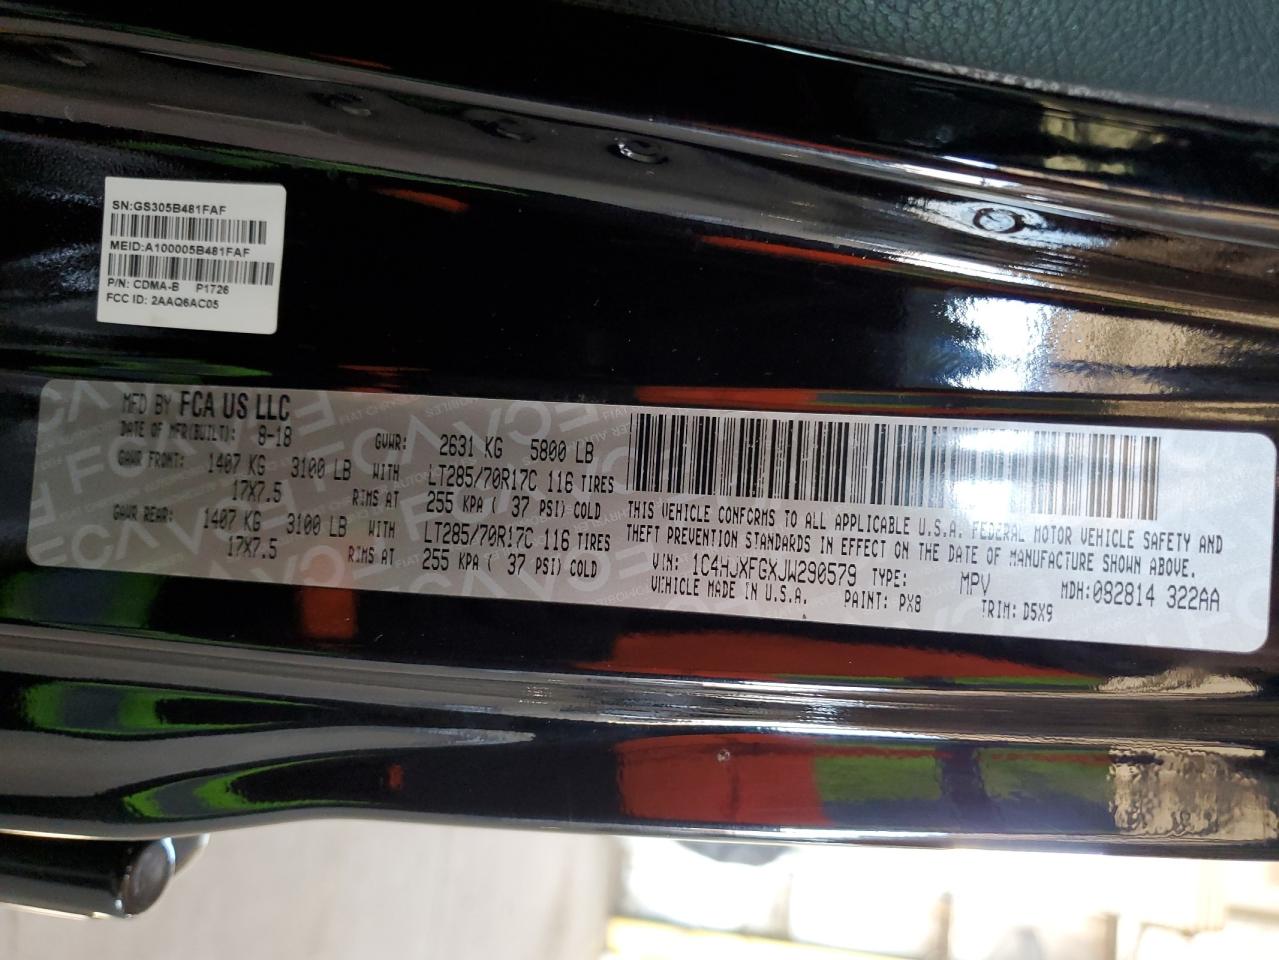 SN:GS305B481FAF
MEID:A100005B481FAF
P/N: CDMA-B P1726
FCC ID: 2AAQ6AC05
MFD BY FCA US LLC
DATE OF MFR(BUILT): 8-18 GVWR: 2631 KG 5800 LB
GAWR FRONT: 1407 KG 3100 LB WITH LT285/70R17C 116 TIRES
17X7.5 RIMS AT 255 KPA ( 37 PSI) COLD
GAWR REAR: 1407 KG 3100 LB WITH LT285/70R17C 116 TIRES
17X7.5 RIMS AT 255 KPA ( 37 PSI) COLD
THIS VEHICLE CONFORMS TO ALL APPLICABLE U.S.A. FEDERAL MOTOR VEHICLE SAFETY AND
THEFT PREVENTION STANDARDS IN EFFECT ON THE DATE OF MANUFACTURE SHOWN ABOVE.
VIN: 1C4HJXFGXJW290579 TYPE: MPV MDH: 082814 322AA
VEHICLE MADE IN U.S.A. PAINT: PX8 TRIM: D5X9